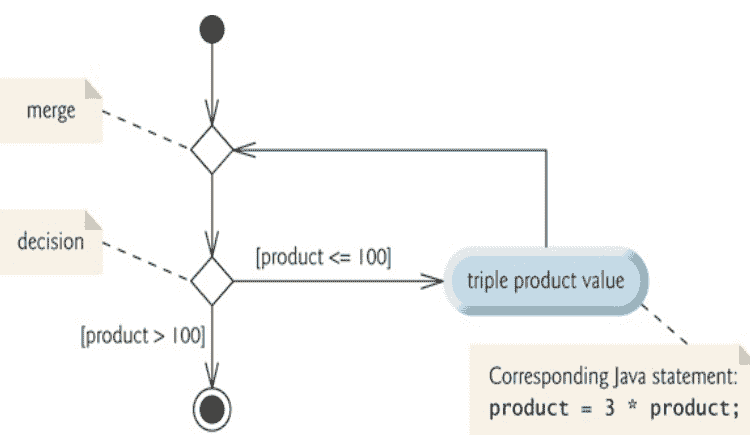 merge
decision
[product <= 100]
triple product value
[product > 100]
Corresponding Java statement:
product = 3 * product;